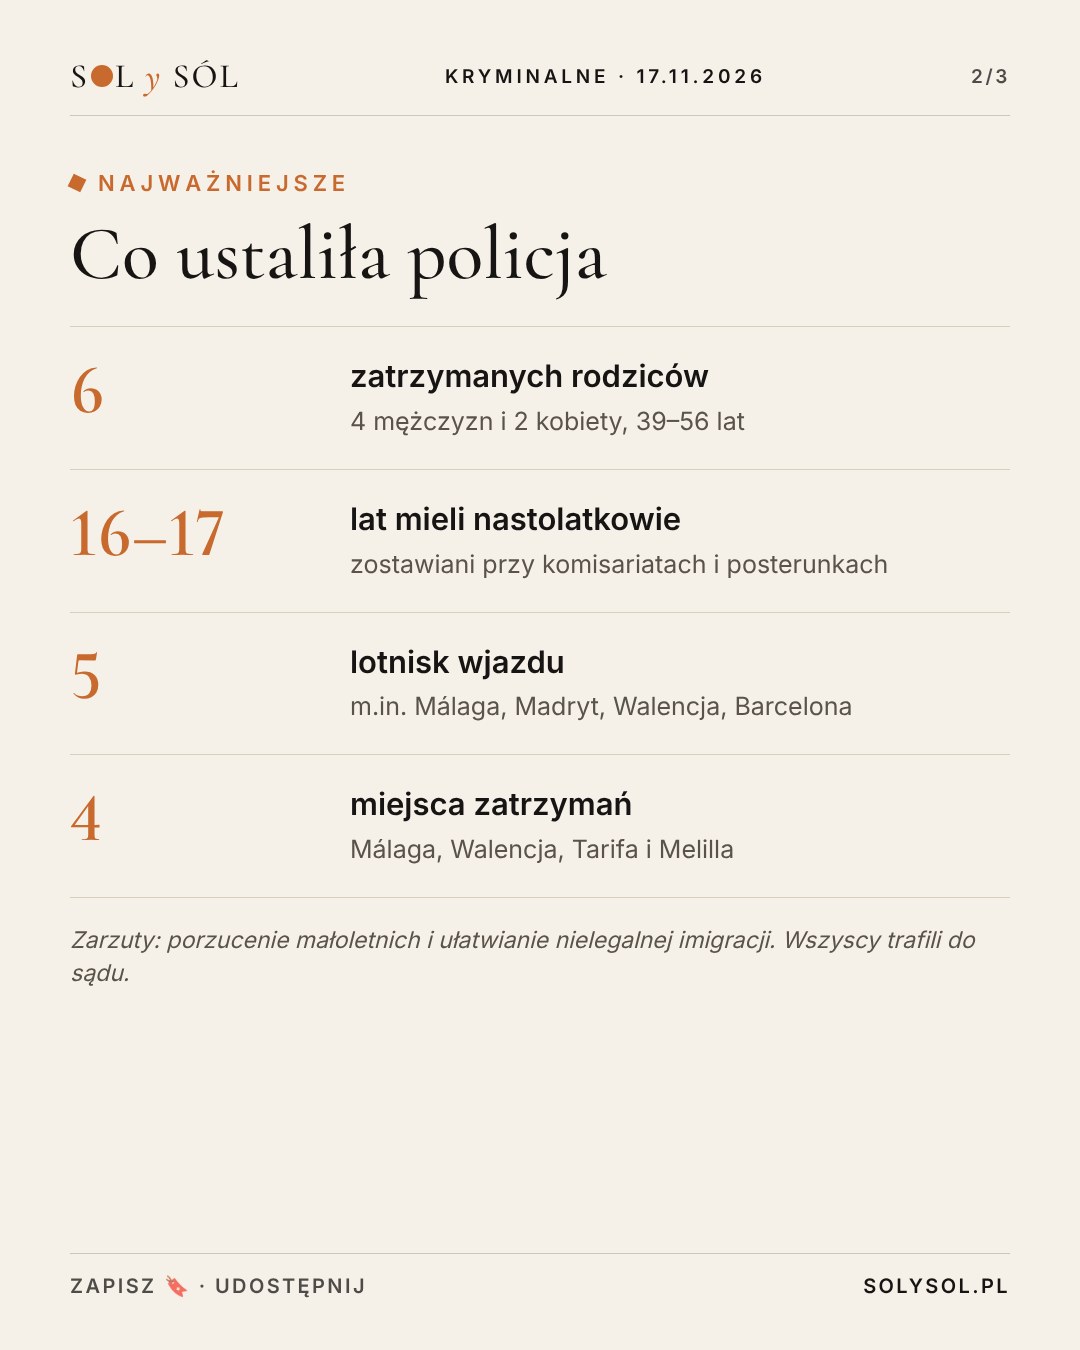 SOL y SÓL
KRYMINALNE · 17.11.2026
2/3
NAJWAŻNIEJSZE
Co ustaliła policja
6
zatrzymanych rodziców
4 mężczyzn i 2 kobiety, 39–56 lat
16–17
lat mieli nastolatkowie
zostawiani przy komisariatach i posterunkach
5
lotnisk wjazdu
m.in. Málaga, Madryt, Walencja, Barcelona
4
miejsca zatrzymań
Málaga, Walencja, Tarifa i Melilla
Zarzuty: porzucenie małoletnich i ułatwianie nielegalnej imigracji. Wszyscy trafili do
sądu.
ZAPISZ 🔖 · UDOSTĘPNIJ
SOLYSOL.PL